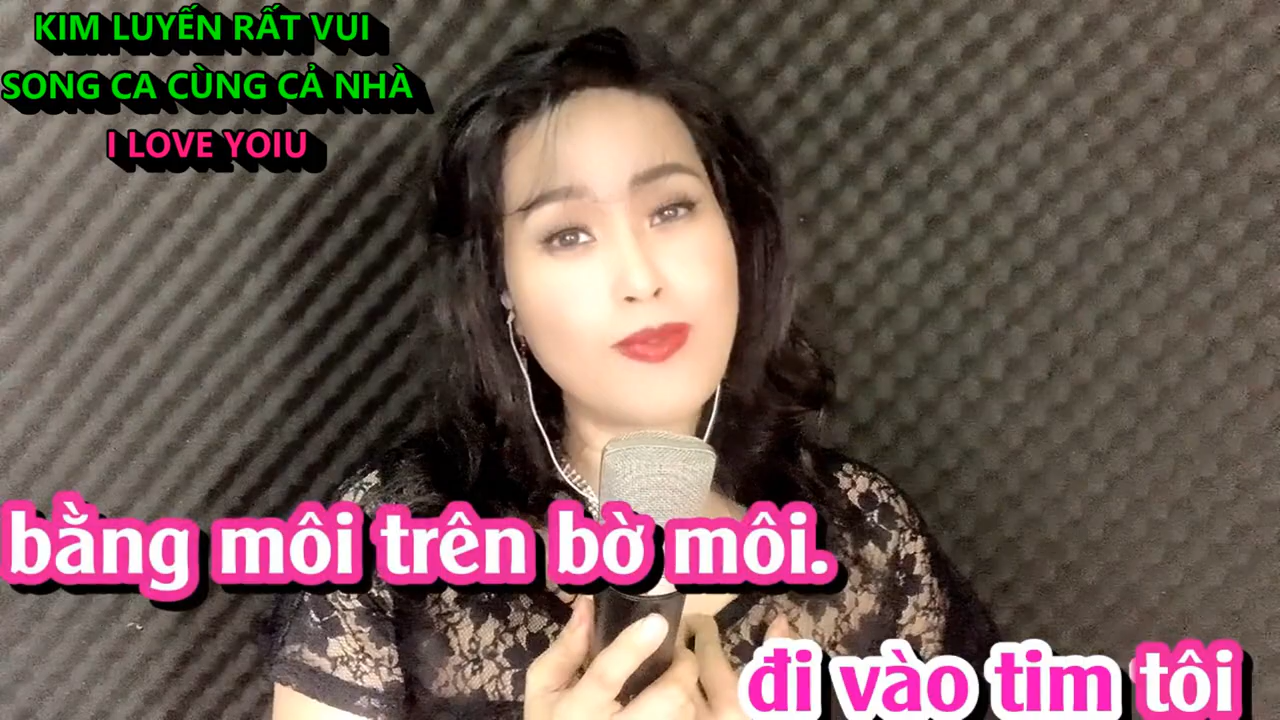 KIM LUYẾN RẤT VUI
SONG CA CÙNG CẢ NHÀ
I LOVE YOIU
bằng môi trên bờ môi.
đi vào tim tôi